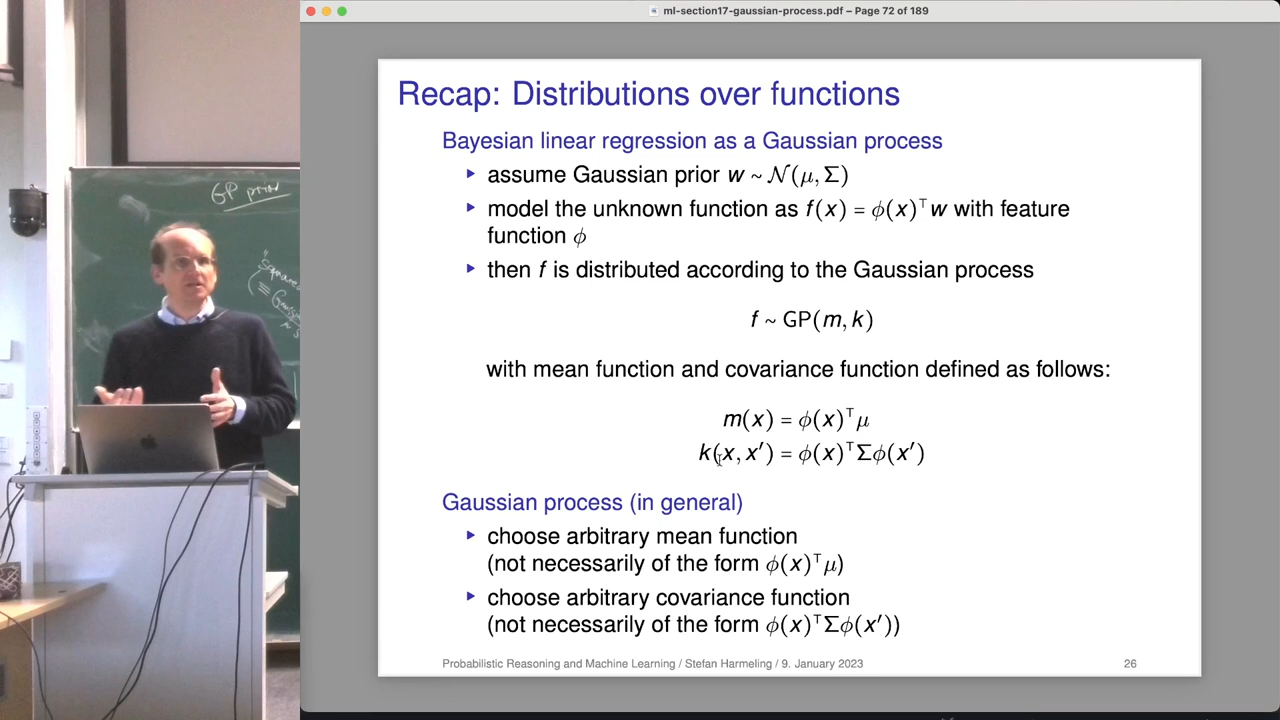 ml-section17-gaussian-process.pdf – Page 72 of 189
GP prior
Recap: Distributions over functions
Bayesian linear regression as a Gaussian process
▶ assume Gaussian prior w ~ 𝒩(μ, Σ)
▶ model the unknown function as f(x) = ϕ(x)ᵀw with feature
function ϕ
▶ then f is distributed according to the Gaussian process
f ~ GP(m, k)
with mean function and covariance function defined as follows:
m(x) = ϕ(x)ᵀμ
k(x, x′) = ϕ(x)ᵀΣϕ(x′)
Gaussian process (in general)
▶ choose arbitrary mean function
(not necessarily of the form ϕ(x)ᵀμ)
▶ choose arbitrary covariance function
(not necessarily of the form ϕ(x)ᵀΣϕ(x′))
Probabilistic Reasoning and Machine Learning / Stefan Harmeling / 9. January 2023
26